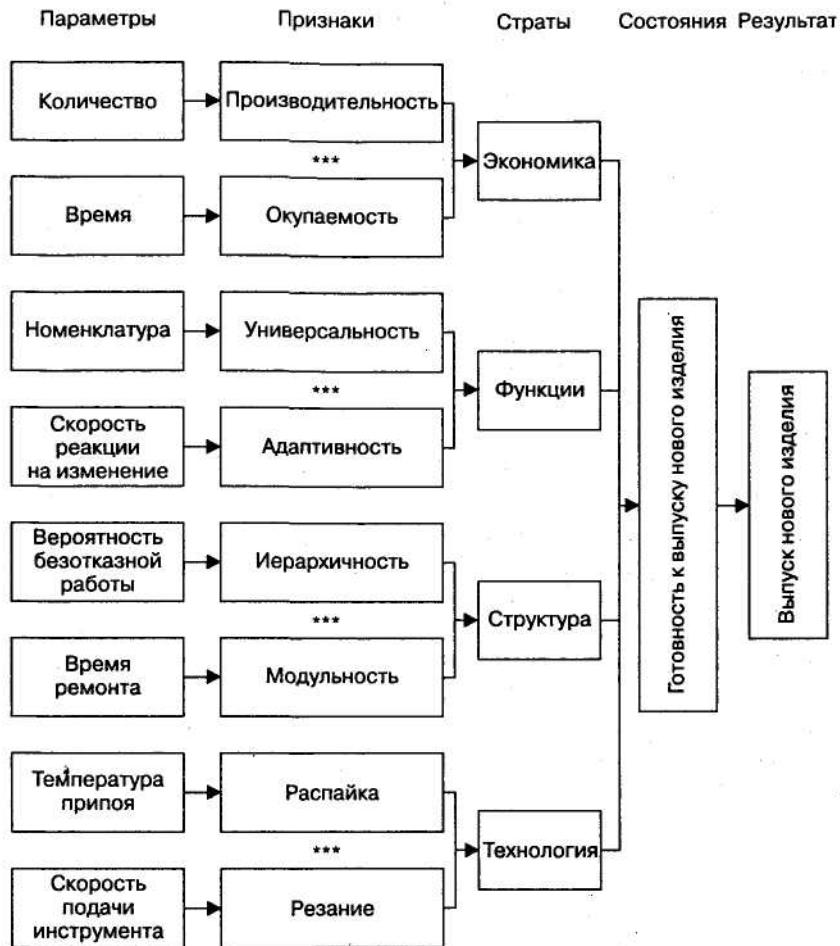 Параметры Признаки Страты Состояния Результат
Количество
Производительность
***
Время
Окупаемость
Экономика
Номенклатура
Универсальность
***
Скорость
реакции
на изменение
Адаптивность
Функции
Вероятность
безотказной
работы
Иерархичность
***
Время
ремонта
Модульность
Структура
Температура
припоя
Распайка
***
Скорость
подачи
инструмента
Резание
Технология
Готовность к выпуску нового изделия
Выпуск нового изделия